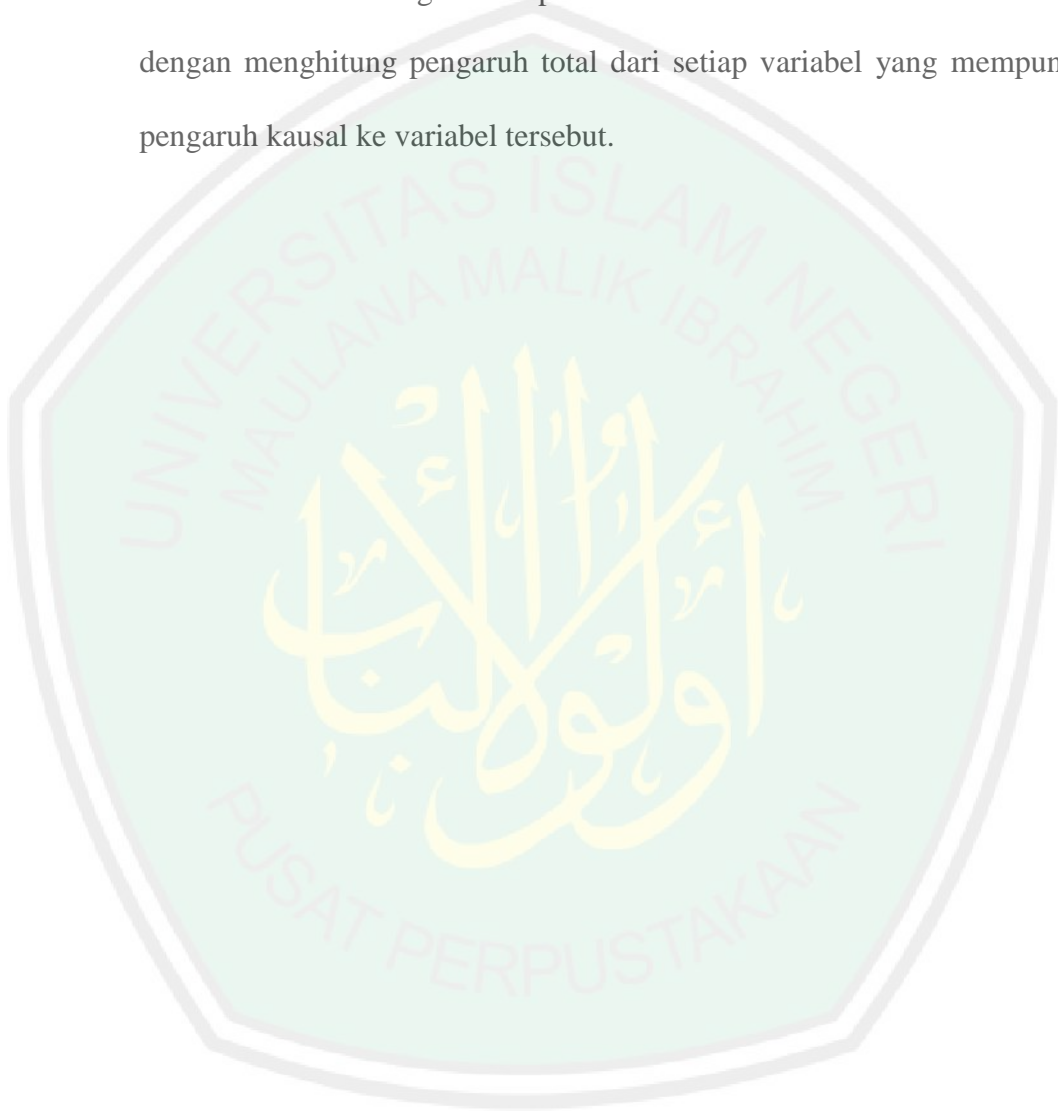 dengan menghitung pengaruh total dari setiap variabel yang mempun
pengaruh kausal ke variabel tersebut.
UNIVERSITAS ISLAM NEGERI
MAULANA MALIK IBRAHIM
PUSAT PERPUSTAKAAN